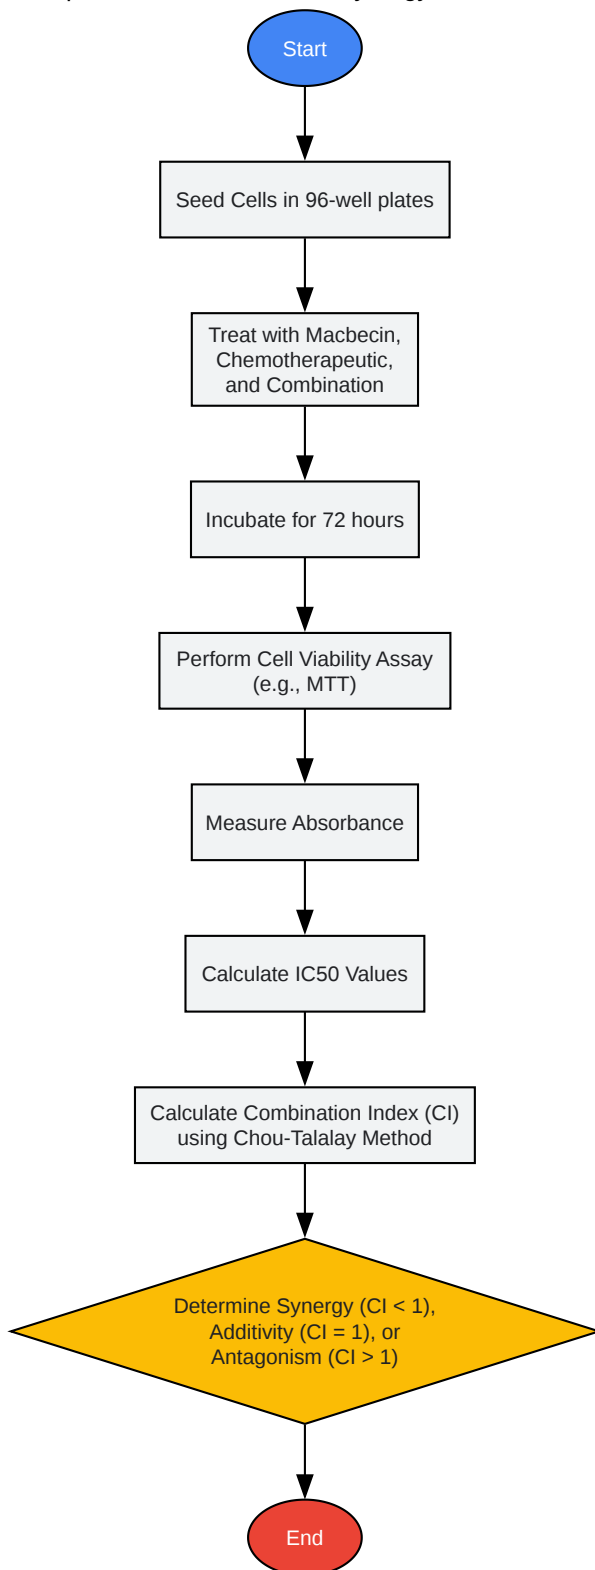 Start
Seed Cells in 96-well plates
Treat with Macbecin,
Chemotherapeutic,
and Combination
Incubate for 72 hours
Perform Cell Viability Assay
(e.g., MTT)
Measure Absorbance
Calculate IC50 Values
Calculate Combination Index (CI)
using Chou-Talalay Method
Determine Synergy (CI < 1),
Additivity (CI = 1), or
Antagonism (CI > 1)
End